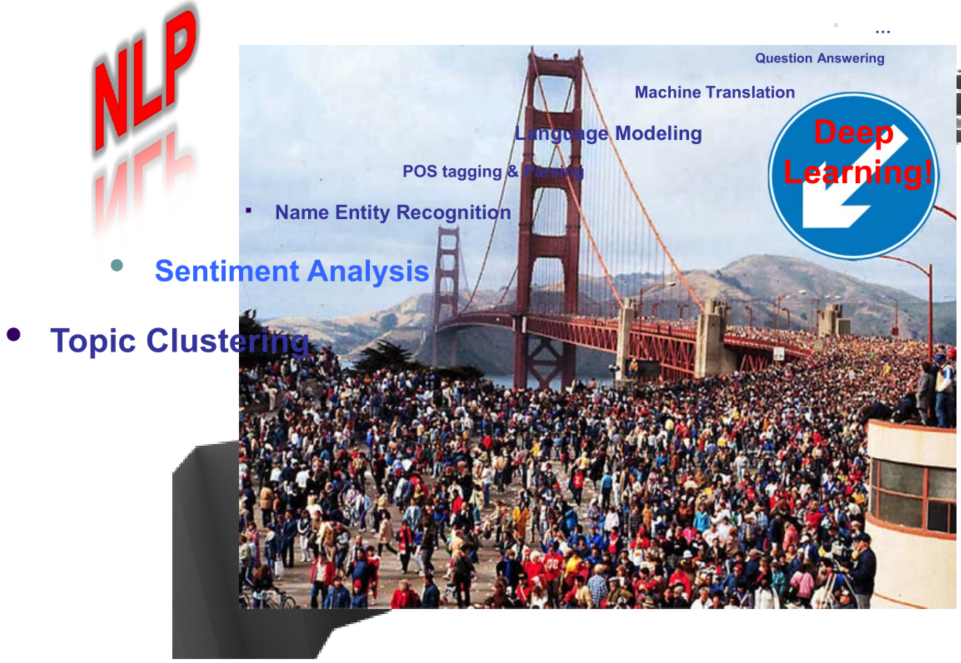 NLP
...
Question Answering
Machine Translation
Language Modeling
Deep
Learning!
POS tagging & Parsing
Name Entity Recognition
Sentiment Analysis
Topic Clustering